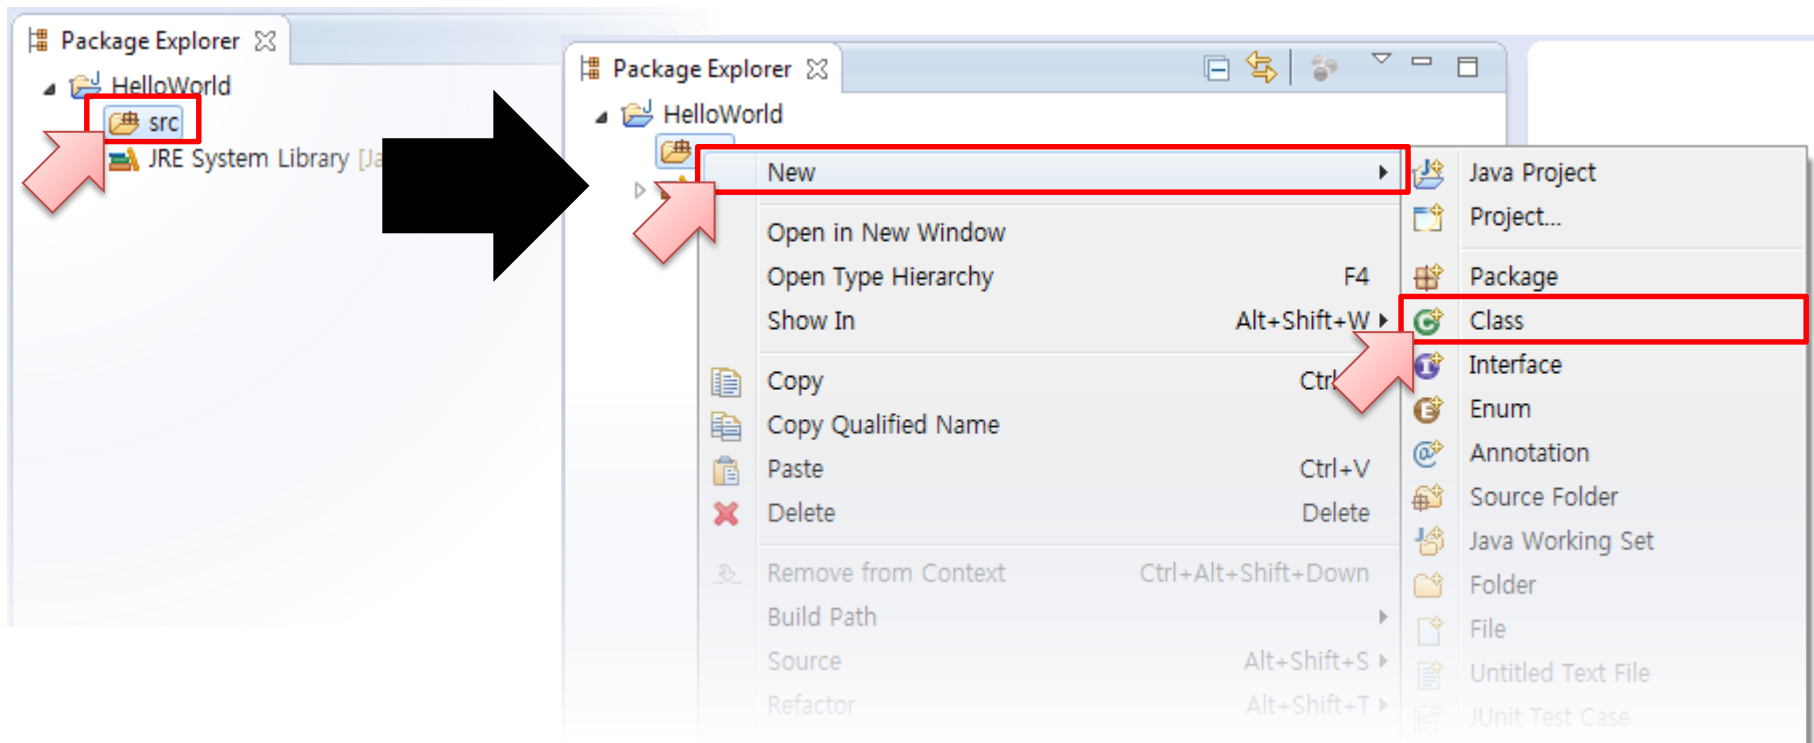 Package Explorer
HelloWorld
src
JRE System Library [Ja
Package Explorer
HelloWorld
New
Open in New Window
Open Type Hierarchy F4
Show In Alt+Shift+W
Copy Ctrl
Copy Qualified Name
Paste Ctrl+V
Delete Delete
Remove from Context Ctrl+Alt+Shift+Down
Build Path
Source Alt+Shift+S
Refactor Alt+Shift+T
Java Project
Project...
Package
Class
Interface
Enum
Annotation
Source Folder
Java Working Set
Folder
File
Untitled Text File
JUnit Test Case